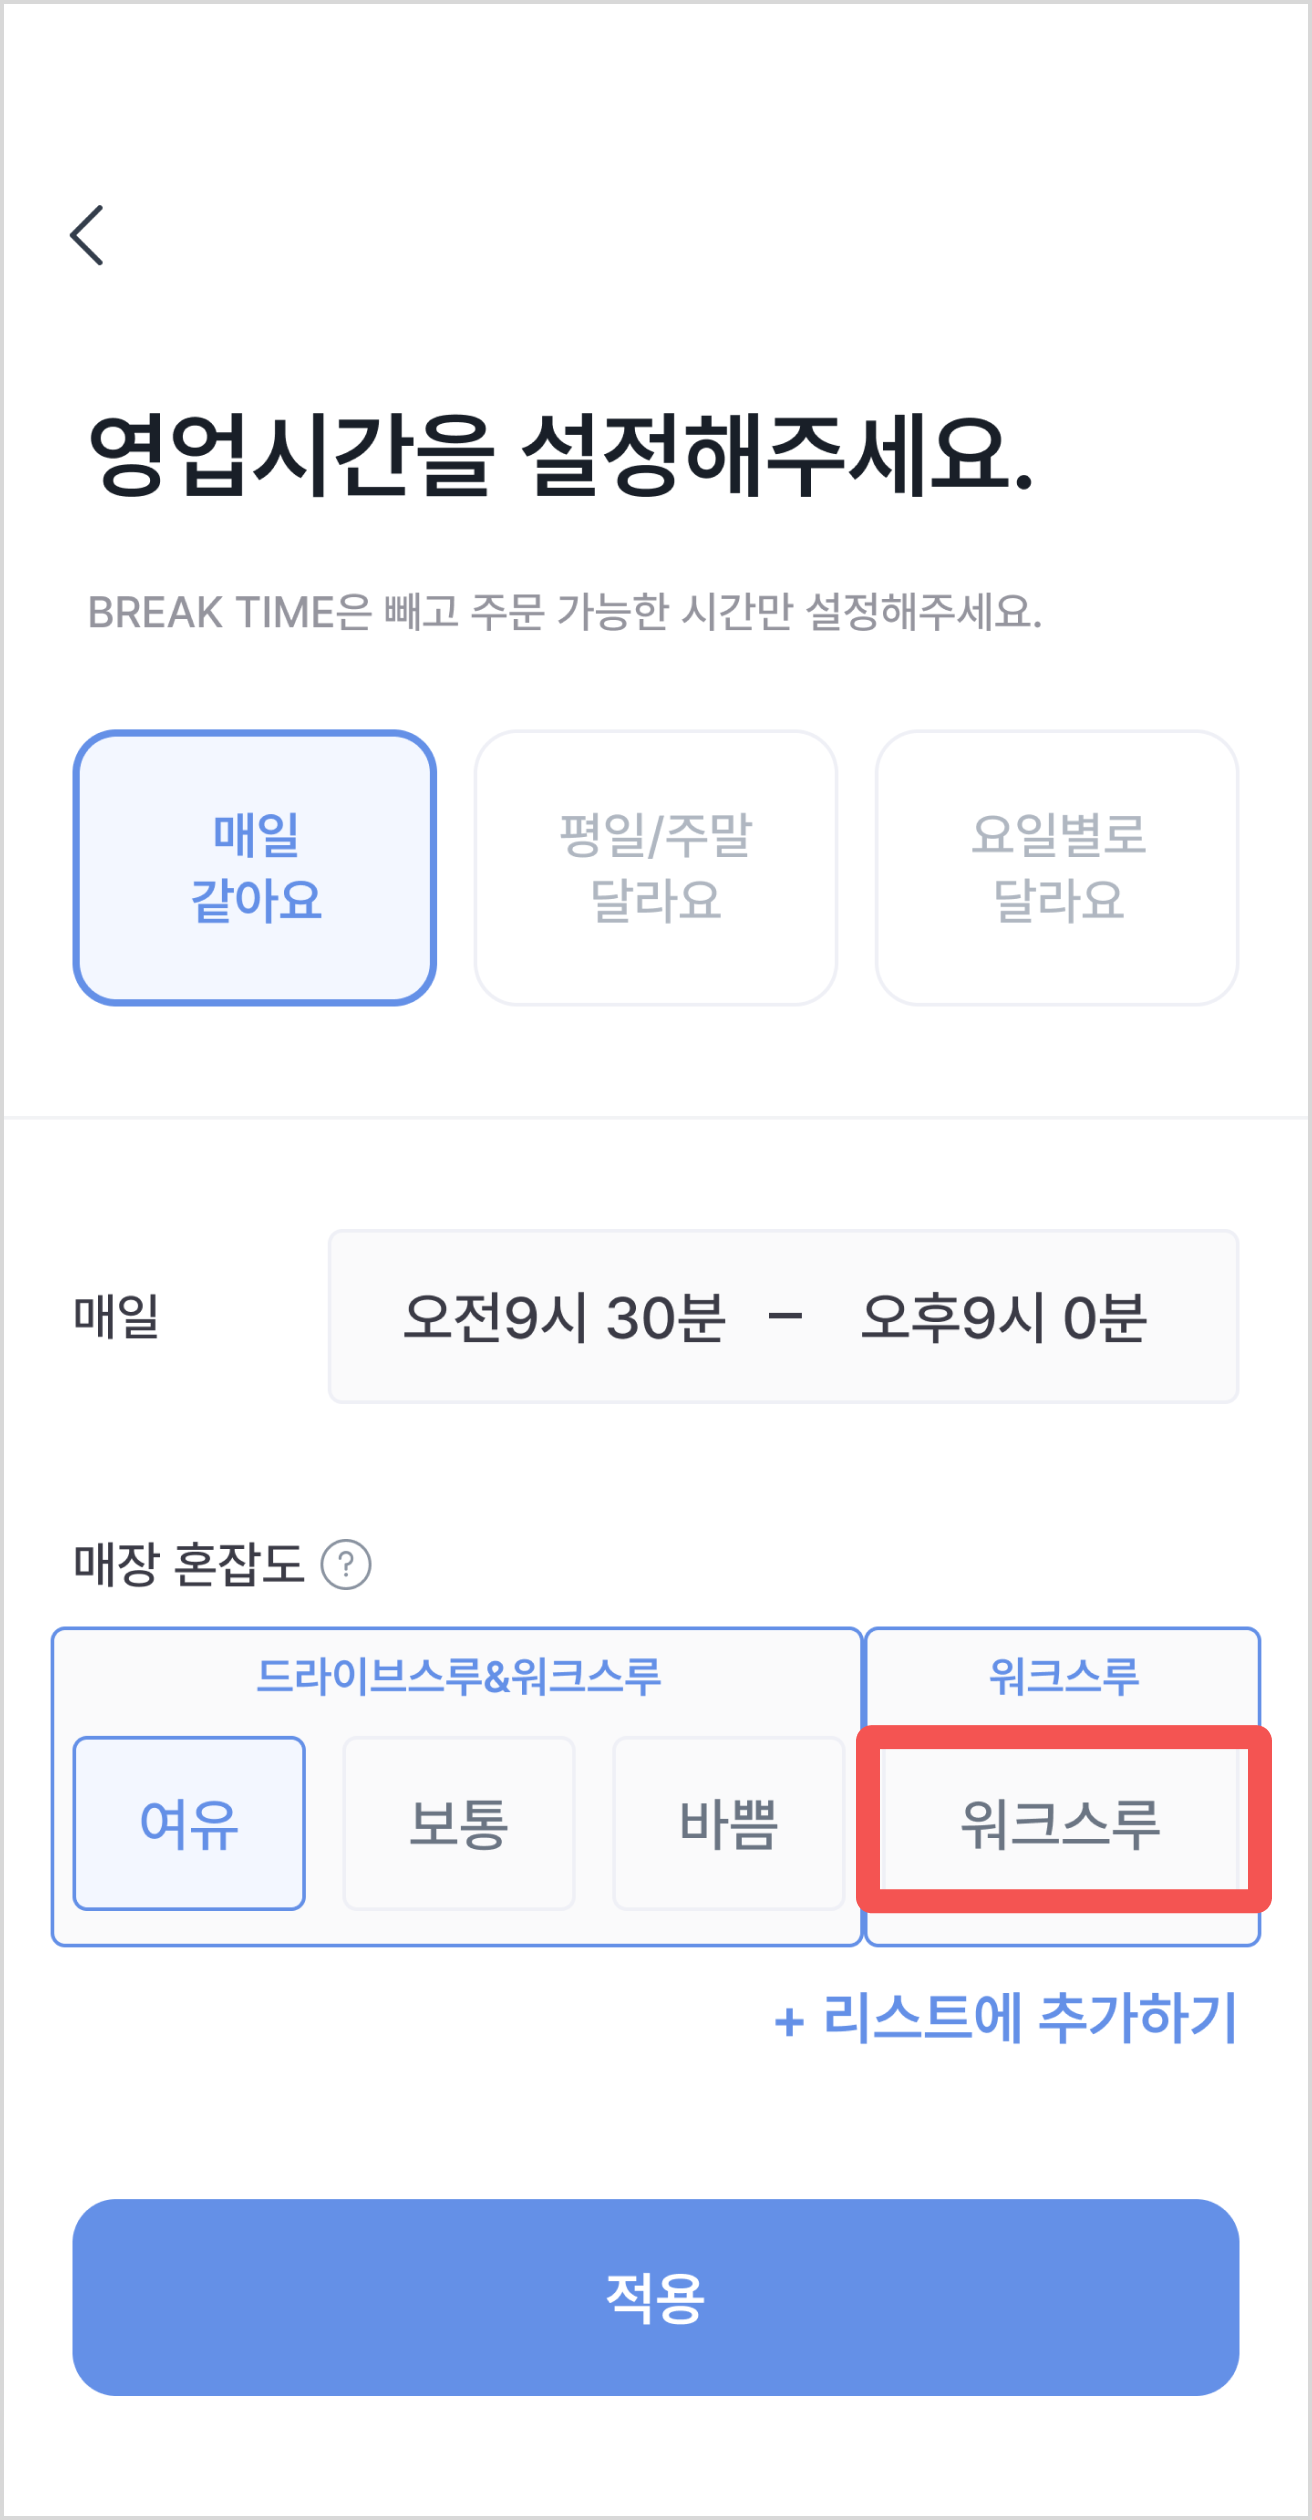 영업시간을 설정해주세요.
BREAK TIME은 빼고 주문 가능한 시간만 설정해주세요.
매일
같아요
평일/주말
달라요
요일별로
달라요
매일
오전9시 30분 - 오후9시 0분
매장 혼잡도 ?
드라이브스루&워크스루
워크스루
여유
보통
바쁨
워크스루
+ 리스트에 추가하기
적용